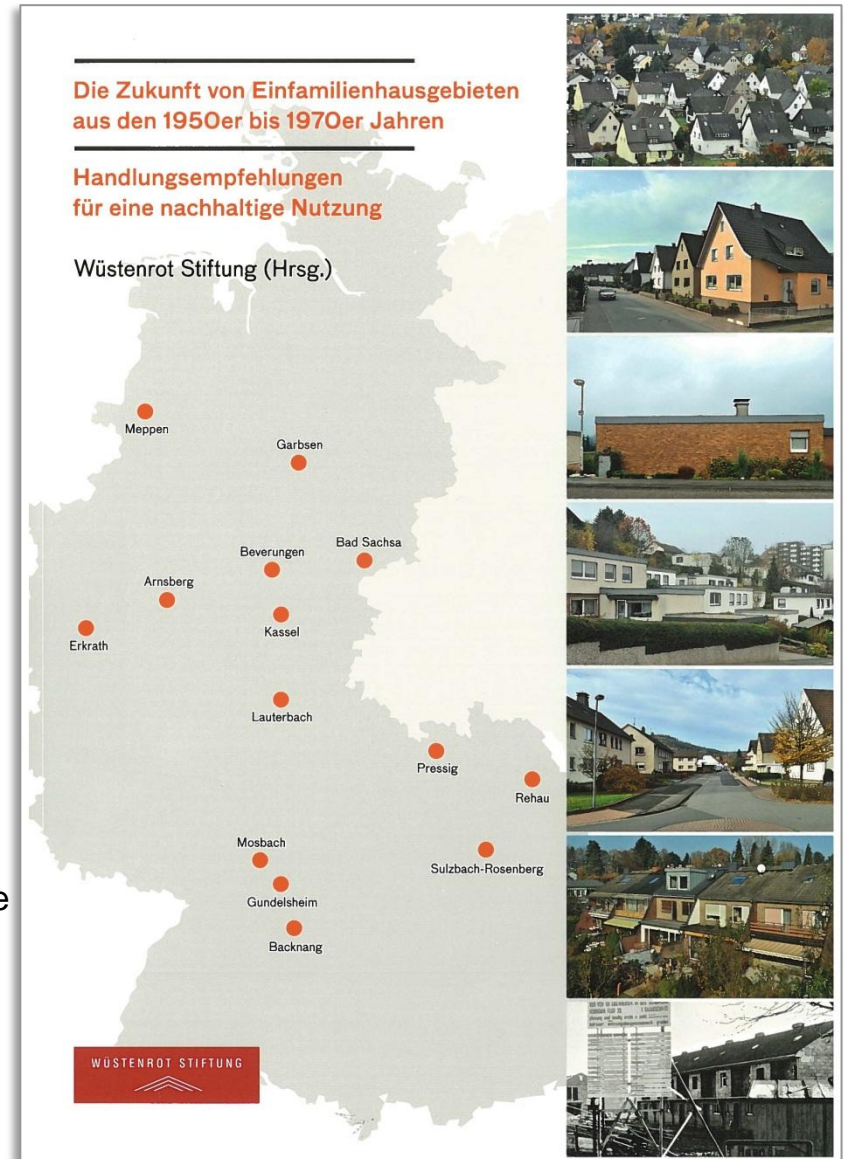 Die Zukunft von Einfamilienhausgebieten
aus den 1950er bis 1970er Jahren
Handlungsempfehlungen
für eine nachhaltige Nutzung
Wüstenrot Stiftung (Hrsg.)
Meppen
Garbsen
Beverungen
Bad Sachsa
Arnsberg
Kassel
Erkrath
Lauterbach
Pressig
Rehau
Mosbach
Sulzbach-Rosenberg
Gundelsheim
Backnang
e
WÜSTENROT STIFTUNG